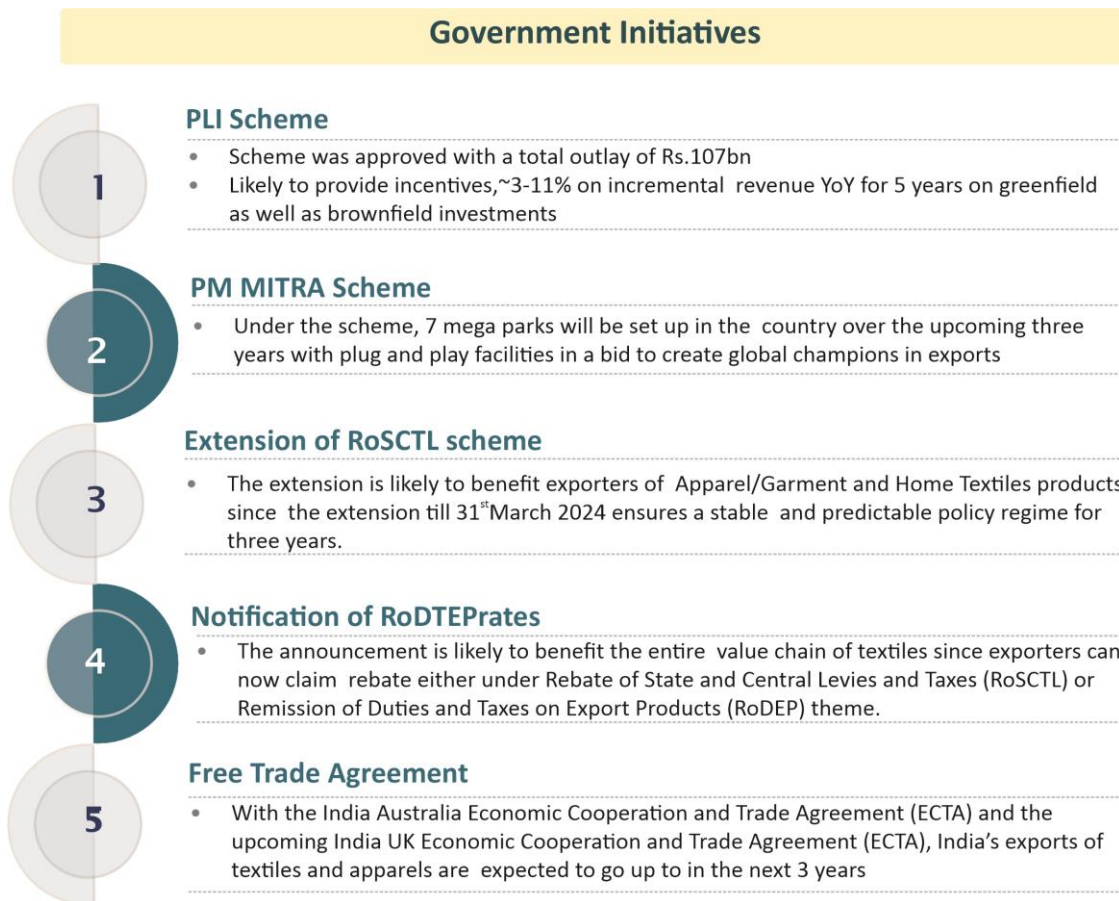 Government Initiatives
1
PLI Scheme
• Scheme was approved with a total outlay of Rs.107bn
• Likely to provide incentives,~3-11% on incremental revenue YoY for 5 years on greenfield
as well as brownfield investments
2
PM MITRA Scheme
• Under the scheme, 7 mega parks will be set up in the country over the upcoming three
years with plug and play facilities in a bid to create global champions in exports
3
Extension of RoSCTL scheme
• The extension is likely to benefit exporters of Apparel/Garment and Home Textiles products
since the extension till 31st March 2024 ensures a stable and predictable policy regime for
three years.
4
Notification of RoDTEPrates
• The announcement is likely to benefit the entire value chain of textiles since exporters can
now claim rebate either under Rebate of State and Central Levies and Taxes (RoSCTL) or
Remission of Duties and Taxes on Export Products (RoDEP) theme.
5
Free Trade Agreement
• With the India Australia Economic Cooperation and Trade Agreement (ECTA) and the
upcoming India UK Economic Cooperation and Trade Agreement (ECTA), India's exports of
textiles and apparels are expected to go up to in the next 3 years